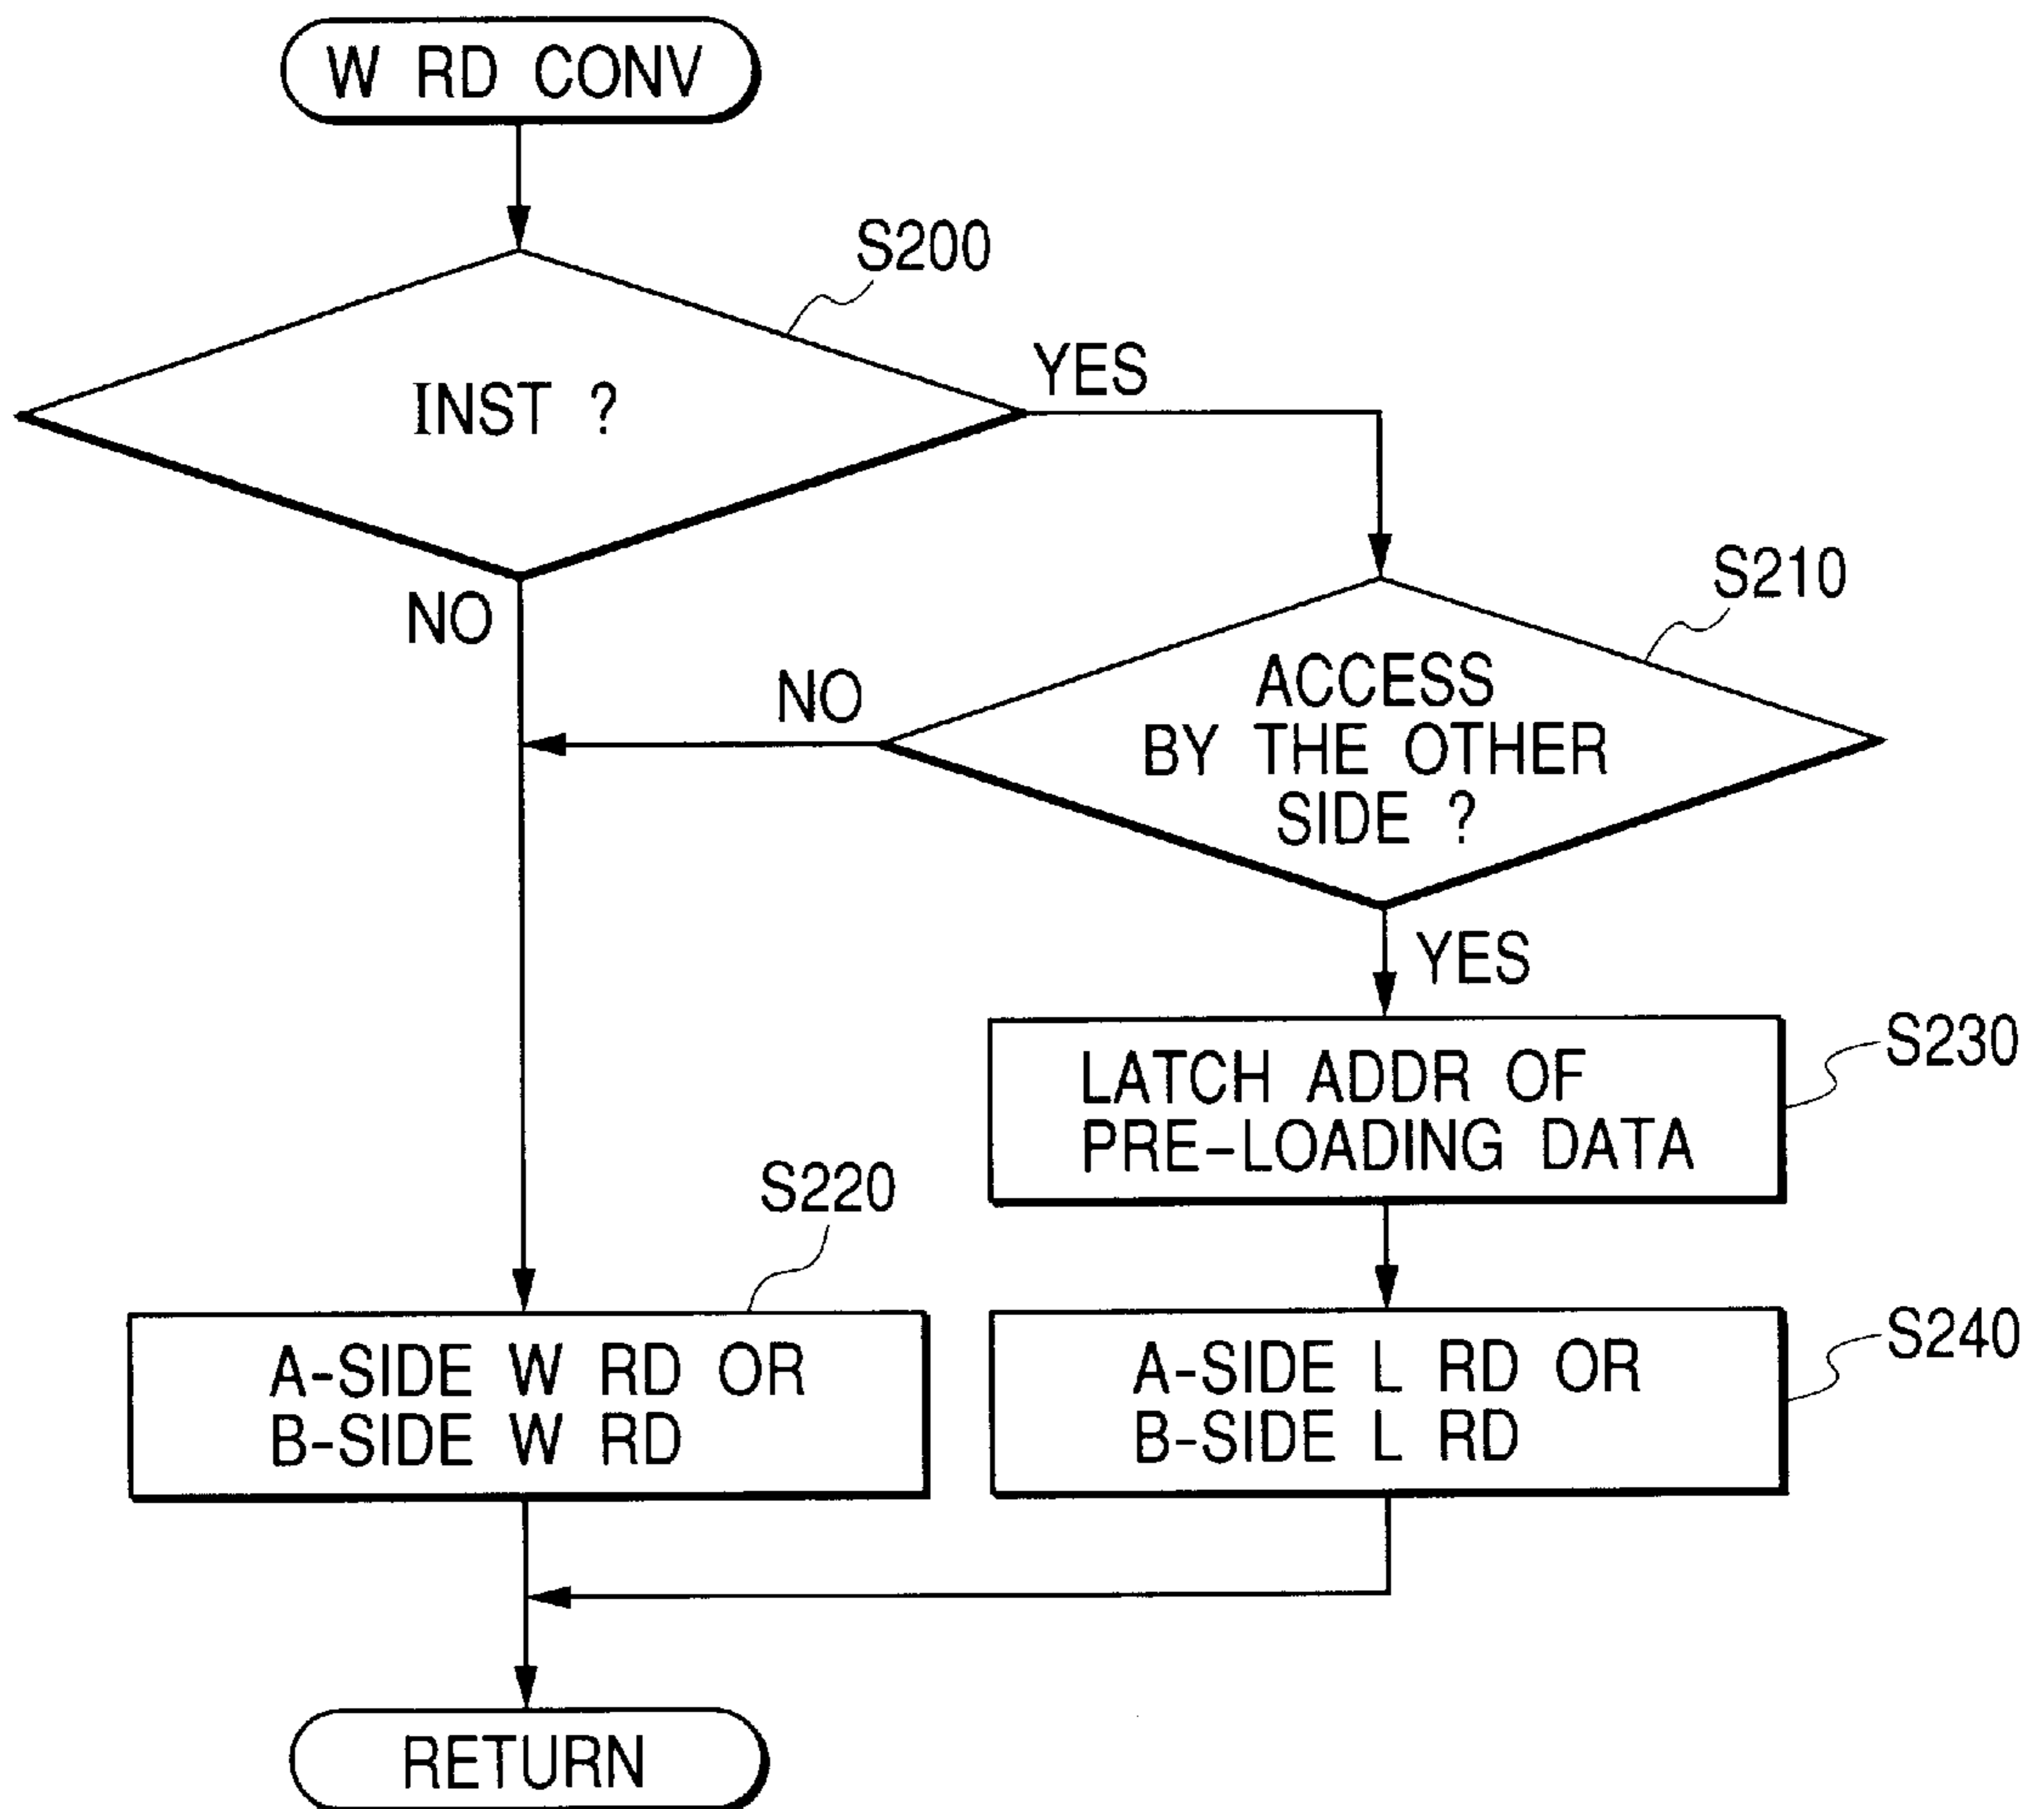 W RD CONV
S200
INST ?
YES
NO
S210
ACCESS
BY THE OTHER
SIDE ?
NO
YES
S230
LATCH ADDR OF
PRE-LOADING DATA
S220
A-SIDE W RD OR
B-SIDE W RD
S240
A-SIDE L RD OR
B-SIDE L RD
RETURN